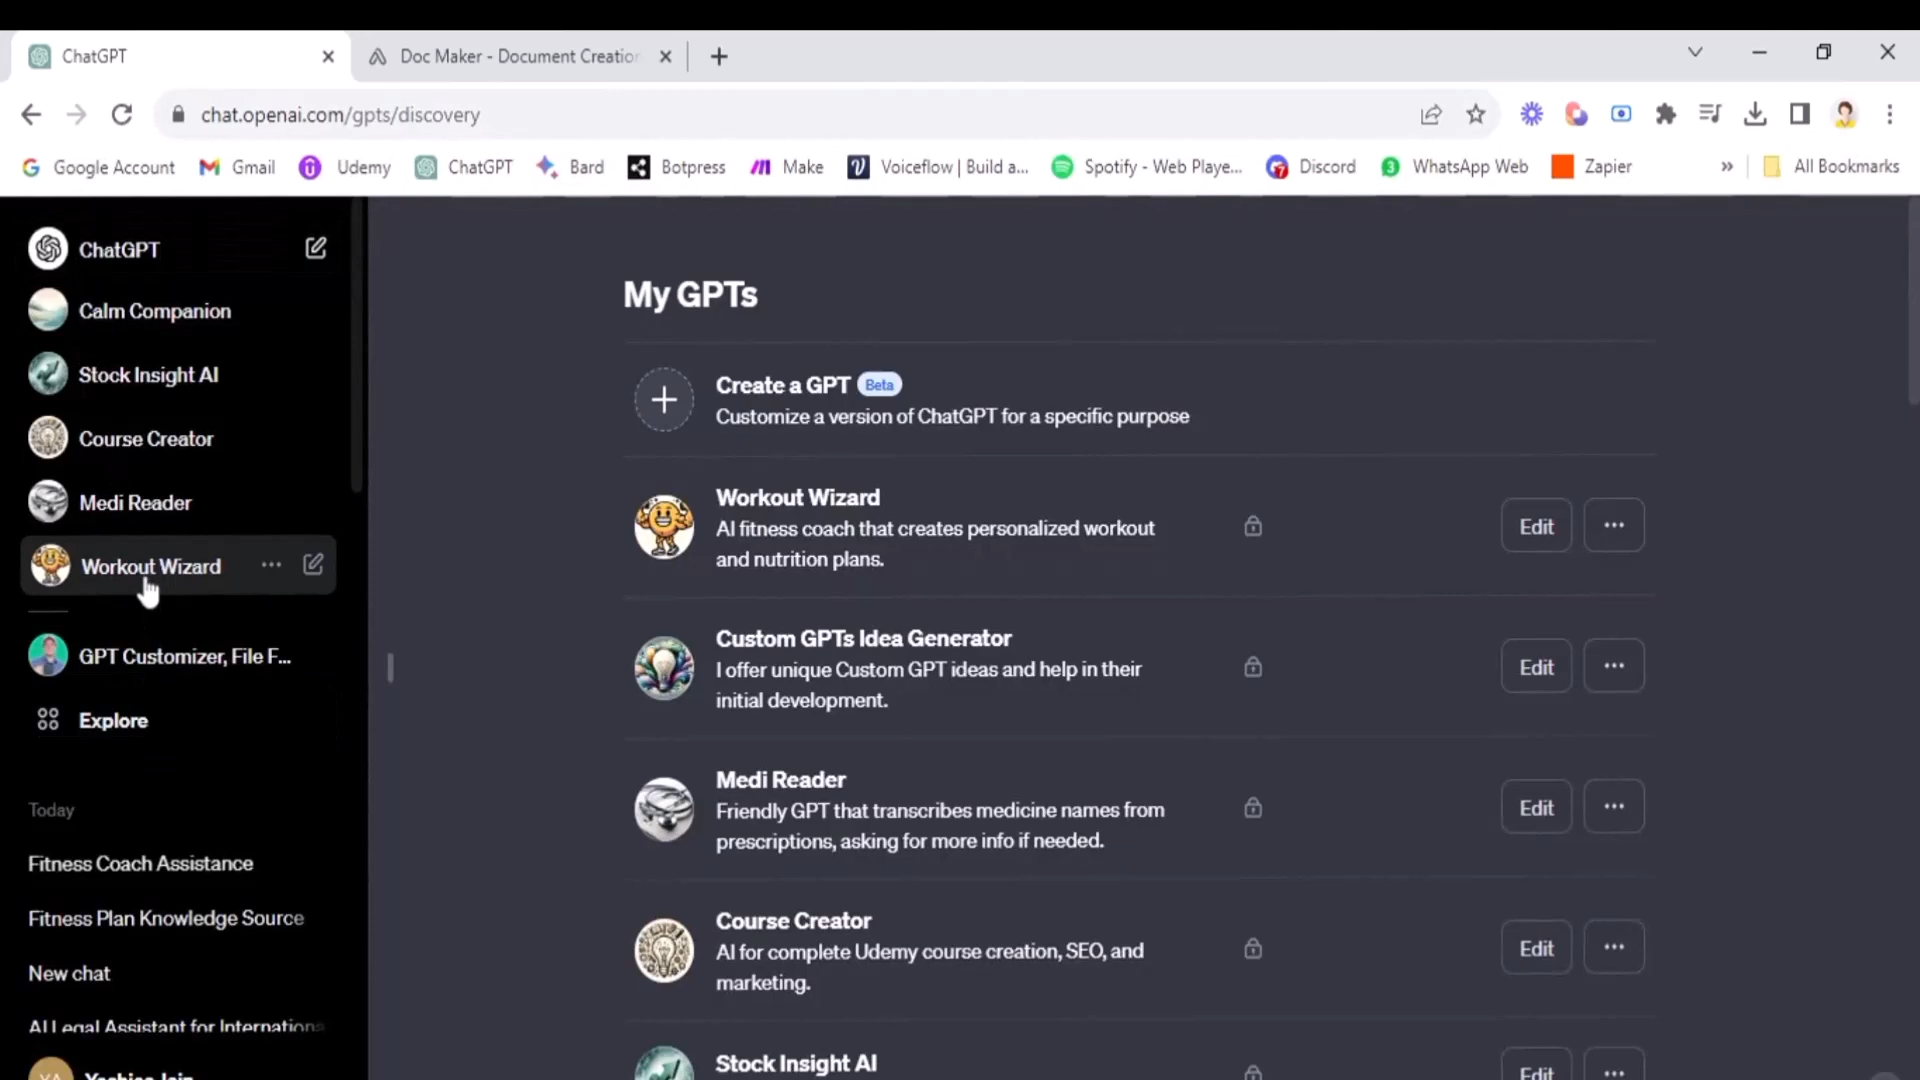 ChatGPT
Doc Maker - Document Creation
chat.openai.com/gpts/discovery
Google Account
Gmail
Udemy
ChatGPT
Bard
Botpress
Make
Voiceflow | Build a...
Spotify - Web Playe...
Discord
WhatsApp Web
Zapier
All Bookmarks
ChatGPT
Calm Companion
Stock Insight AI
Course Creator
Medi Reader
Workout Wizard
GPT Customizer, File F...
Explore
Today
Fitness Coach Assistance
Fitness Plan Knowledge Source
New chat
AI Legal Assistant for Internationa
My GPTs
Create a GPT Beta
Customize a version of ChatGPT for a specific purpose
Workout Wizard
AI fitness coach that creates personalized workout
and nutrition plans.
Edit
Custom GPTs Idea Generator
I offer unique Custom GPT ideas and help in their
initial development.
Edit
Medi Reader
Friendly GPT that transcribes medicine names from
prescriptions, asking for more info if needed.
Edit
Course Creator
AI for complete Udemy course creation, SEO, and
marketing.
Edit
Stock Insight AI
Edit